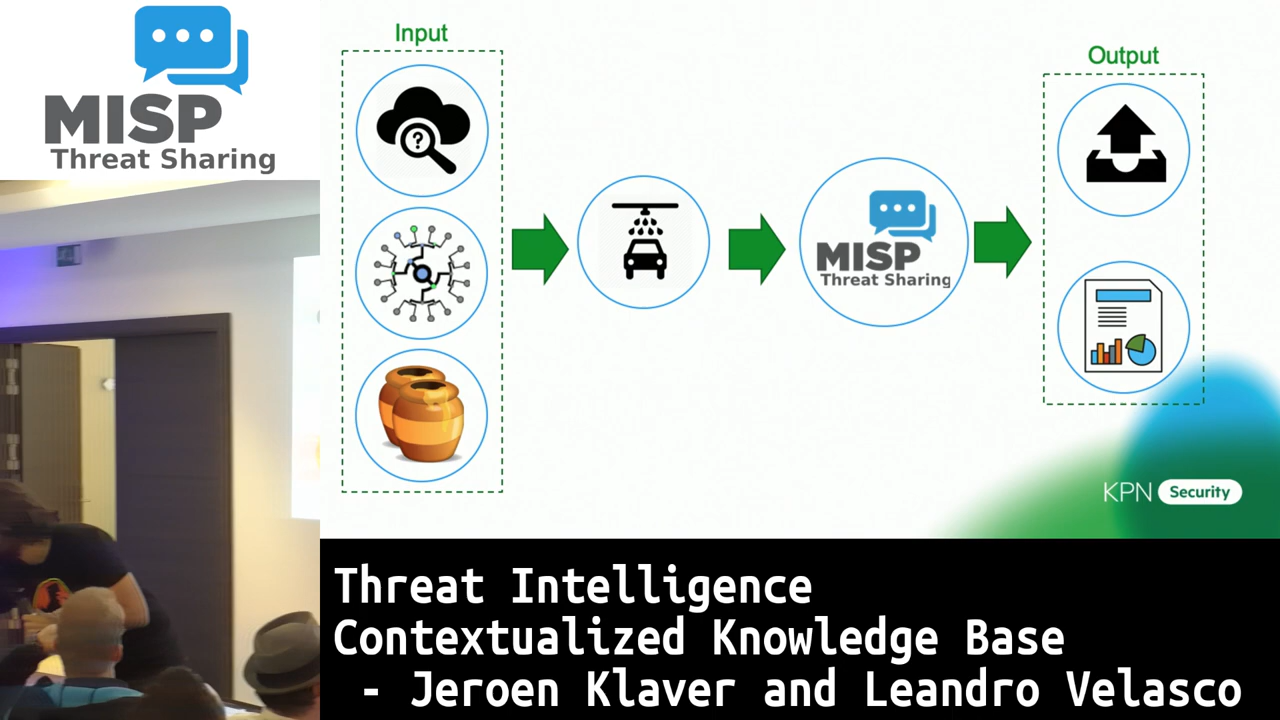 MISP
Threat Sharing
Input
?
MISP
Threat Sharing
Output
KPN Security
Threat Intelligence
Contextualized Knowledge Base
- Jeroen Klaver and Leandro Velasco